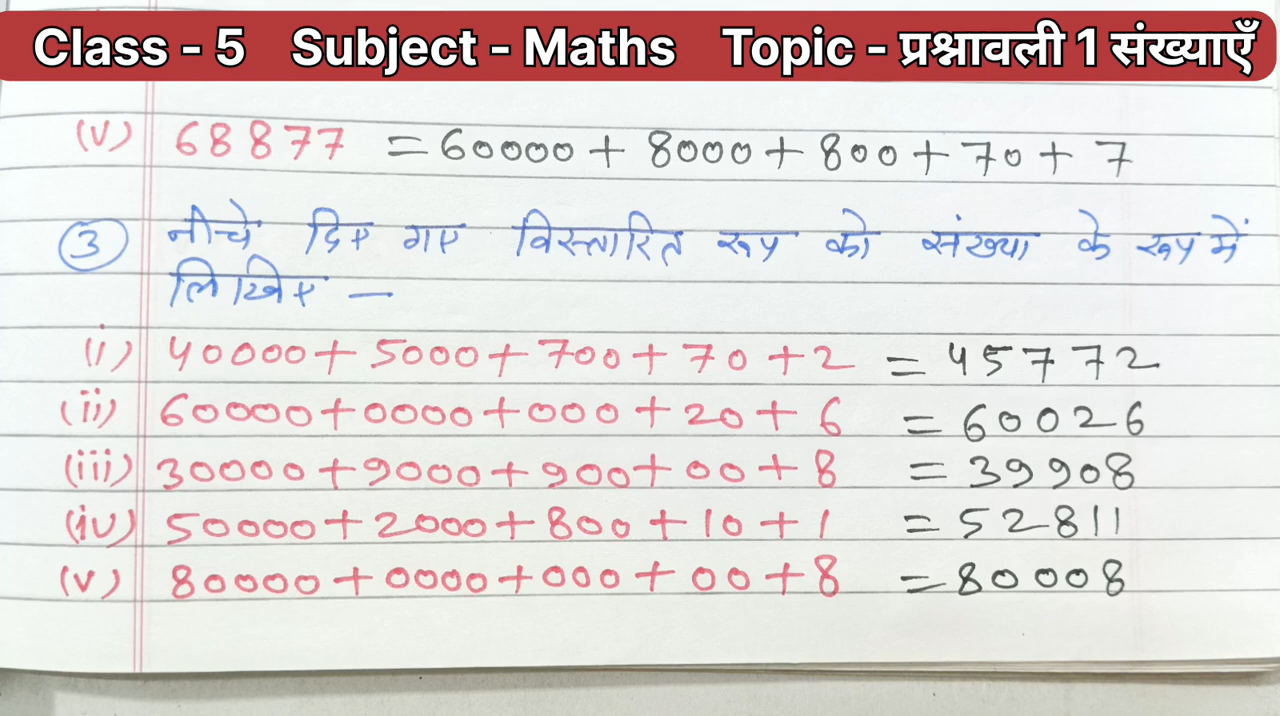 Class - 5 Subject - Maths Topic - प्रश्नावली 1 संख्याएँ
(v) 68877 = 60000 + 8000 + 800 + 70 + 7
3 नीचे दिए गए विस्तारित रूप को संख्या के रूप में
लिखिए —
(i) 40000 + 5000 + 700 + 70 + 2 = 45772
(ii) 60000 + 0000 + 000 + 20 + 6 = 60026
(iii) 30000 + 9000 + 900 + 00 + 8 = 39908
(iv) 50000 + 2000 + 800 + 10 + 1 = 52811
(v) 80000 + 0000 + 000 + 00 + 8 = 80008